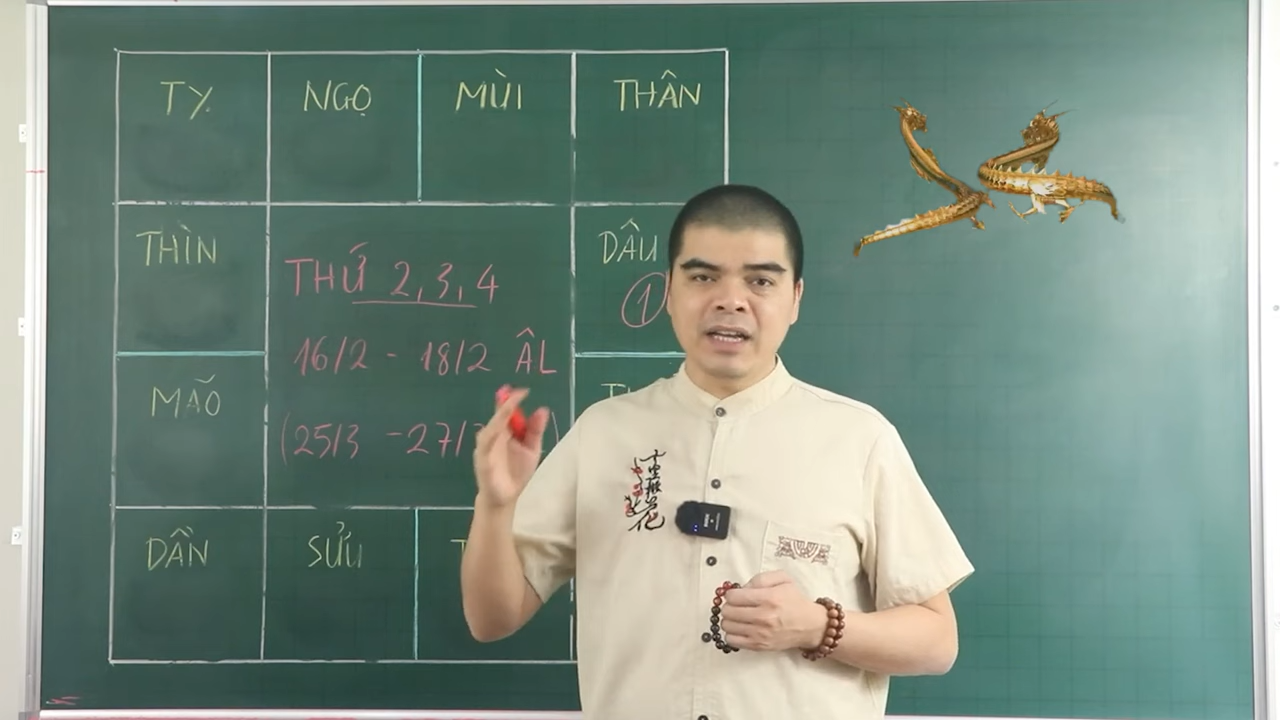 TỴ
NGỌ
MÙI
THÂN
THÌN
THỨ 2, 3, 4
DẬU
①
16/2 - 18/2 ÂL
MÃO
(25/3 - 27/
DẦN
SỬU